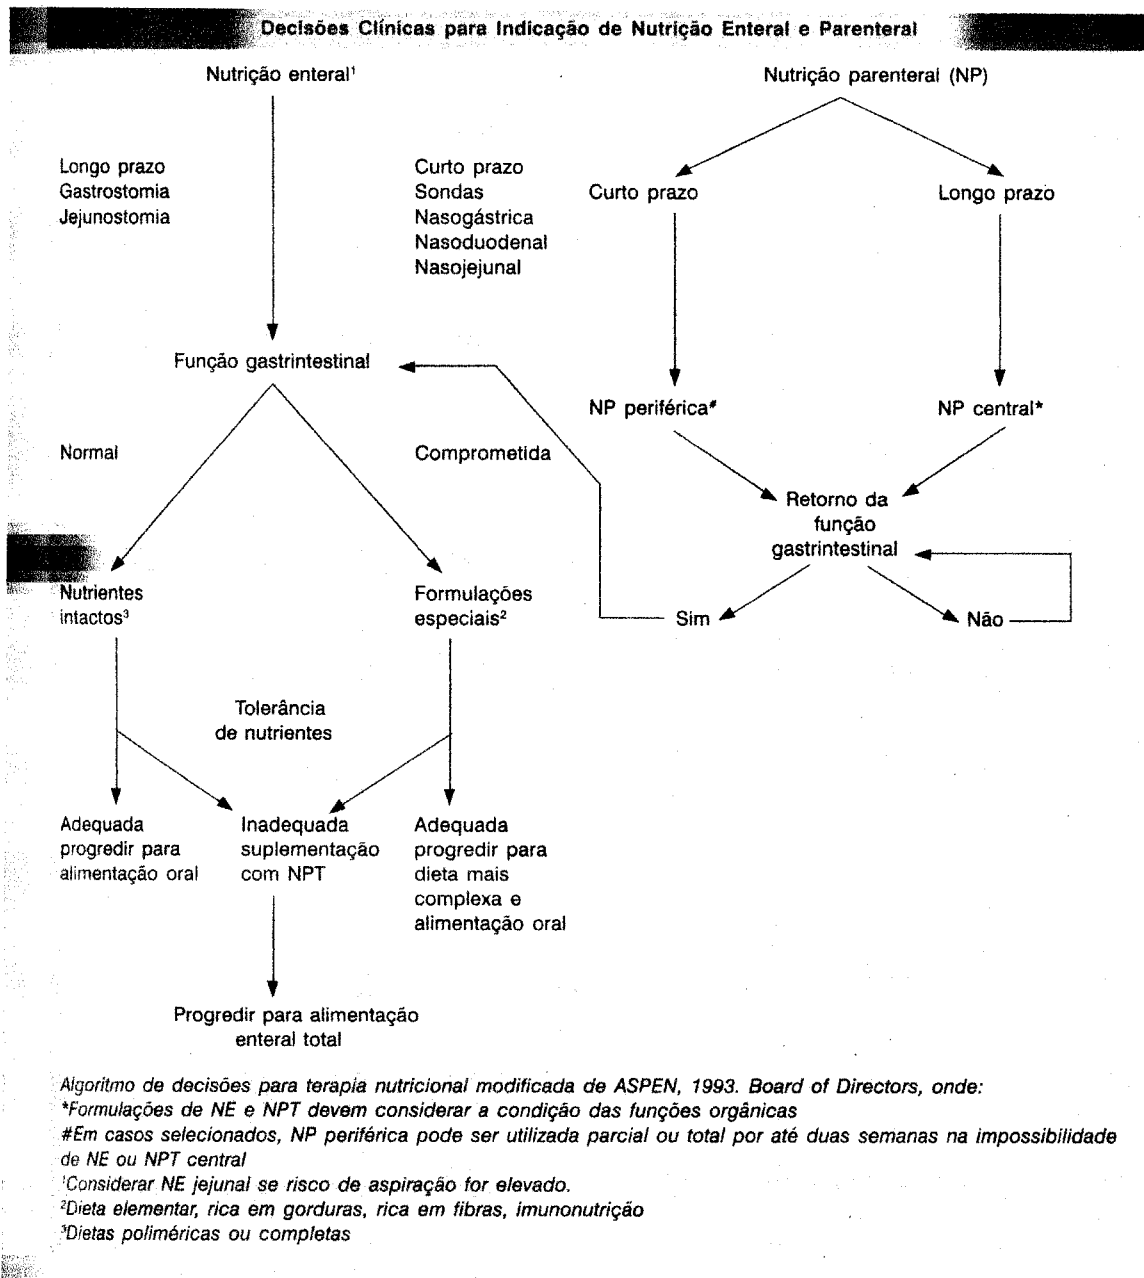 Decisões Clínicas para Indicação de Nutrição Enteral e Parenteral
Nutrição enteral¹
Nutrição parenteral (NP)
Longo prazo
Gastrostomia
Jejunostomia
Curto prazo
Sondas
Nasogástrica
Nasoduodenal
Nasojejunal
Curto prazo
Longo prazo
Função gastrintestinal
NP periférica#
NP central*
Normal
Comprometida
Retorno da
função
gastrintestinal
Sim
Não
Nutrientes
intactos³
Formulações
especiais²
Tolerância
de nutrientes
Adequada
progredir para
alimentação oral
Inadequada
suplementação
com NPT
Adequada
progredir para
dieta mais
complexa e
alimentação oral
Progredir para alimentação
enteral total
Algoritmo de decisões para terapia nutricional modificada de ASPEN, 1993. Board of Directors, onde:
*Formulações de NE e NPT devem considerar a condição das funções orgânicas
#Em casos selecionados, NP periférica pode ser utilizada parcial ou total por até duas semanas na impossibilidade
de NE ou NPT central
¹Considerar NE jejunal se risco de aspiração for elevado.
²Dieta elementar, rica em gorduras, rica em fibras, imunonutrição
³Dietas poliméricas ou completas